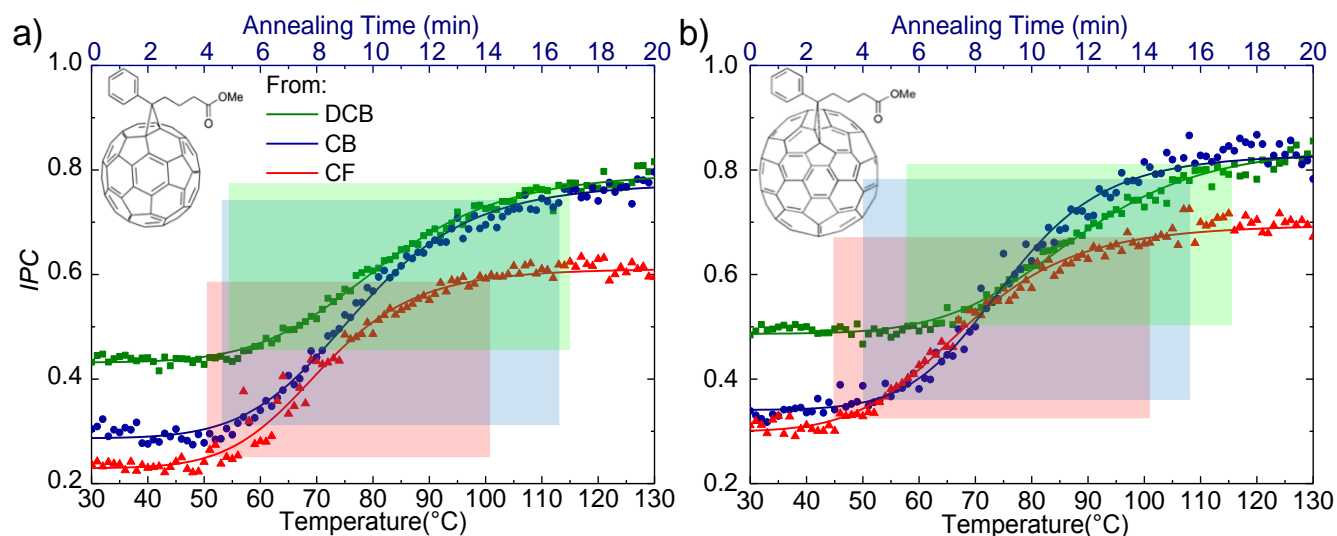 a)
Annealing Time (min)
0 2 4 6 8 10 12 14 16 18 20
1.0
0.8
0.6
0.4
0.2
IPC
OMe
O
From:
DCB
CB
CF
30 40 50 60 70 80 90 100 110 120 130
Temperature(°C)
b)
Annealing Time (min)
0 2 4 6 8 10 12 14 16 18 20
1.0
0.8
0.6
0.4
0.2
OMe
O
30 40 50 60 70 80 90 100 110 120 130
Temperature(°C)